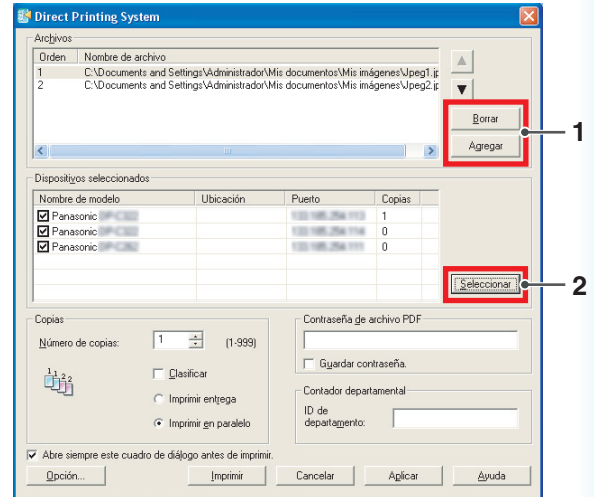 Direct Printing System
Archivos
Orden Nombre de archivo
1 C:\Documents and Settings\Administrador\Mis documentos\Mis imágenes\Jpeg1.jp
2 C:\Documents and Settings\Administrador\Mis documentos\Mis imágenes\Jpeg2.jp
Borrar
1
Agregar
Dispositivos seleccionados
Nombre de modelo Ubicación Puerto Copias
Panasonic 1
Panasonic 0
Panasonic 0
Seleccionar 2
Copias
Número de copias: 1 (1-999)
1 1 2 2
Clasificar
Imprimir entrega
Imprimir en paralelo
Contraseña de archivo PDF
Guardar contraseña.
Contador departamental
ID de
departamento:
Abre siempre este cuadro de diálogo antes de imprimir.
Opción... Imprimir Cancelar Aplicar Ayuda